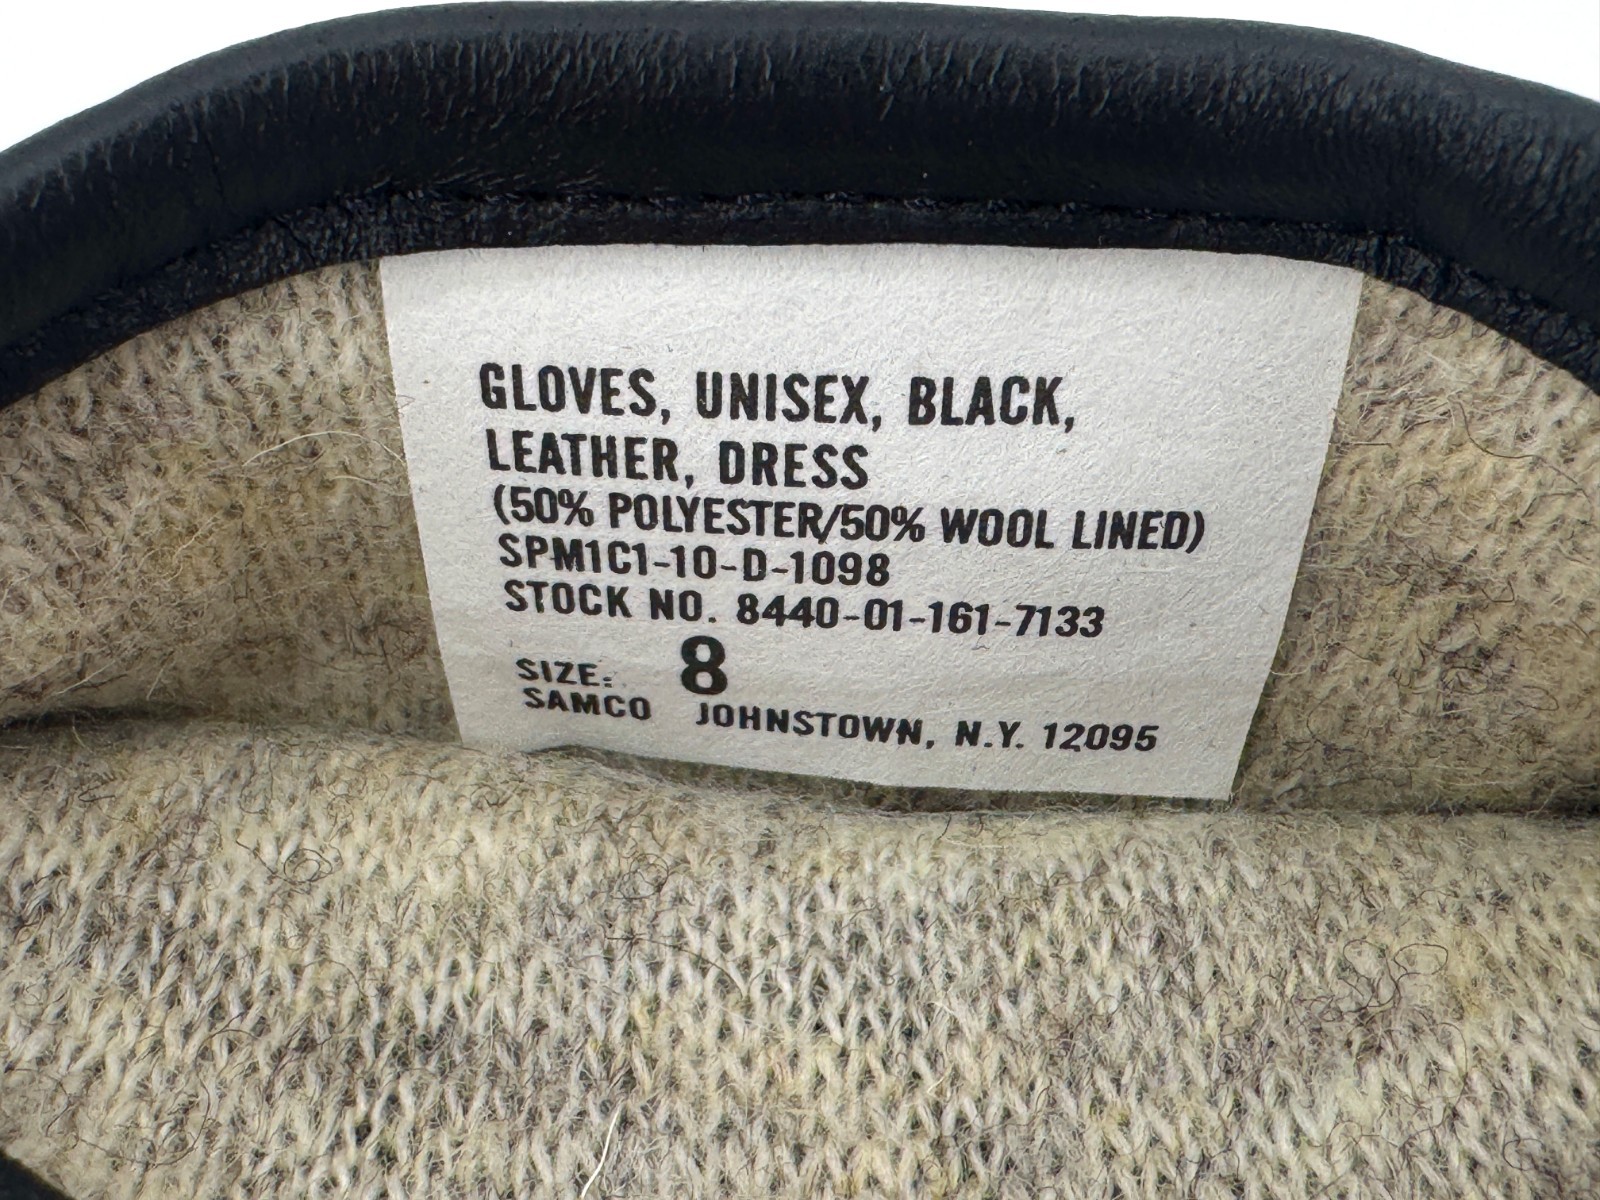 GLOVES, UNISEX, BLACK,
LEATHER, DRESS
(50% POLYESTER/50% WOOL LINED)
SPM1C1-10-D-1098
STOCK NO. 8440-01-161-7133
SIZE: 8
SAMCO JOHNSTOWN, N.Y. 12095